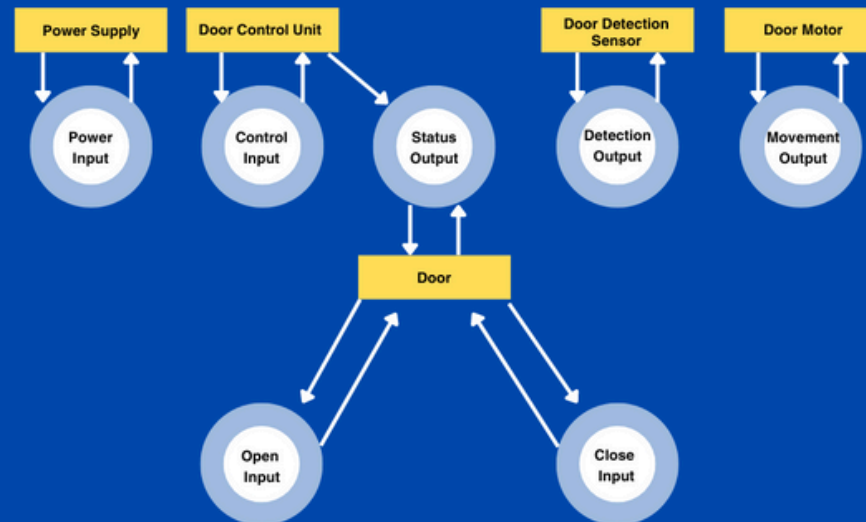 Power Supply
Door Control Unit
Door Detection
Sensor
Door Motor
Power
Input
Control
Input
Status
Output
Detection
Output
Movement
Output
Door
Open
Input
Close
Input